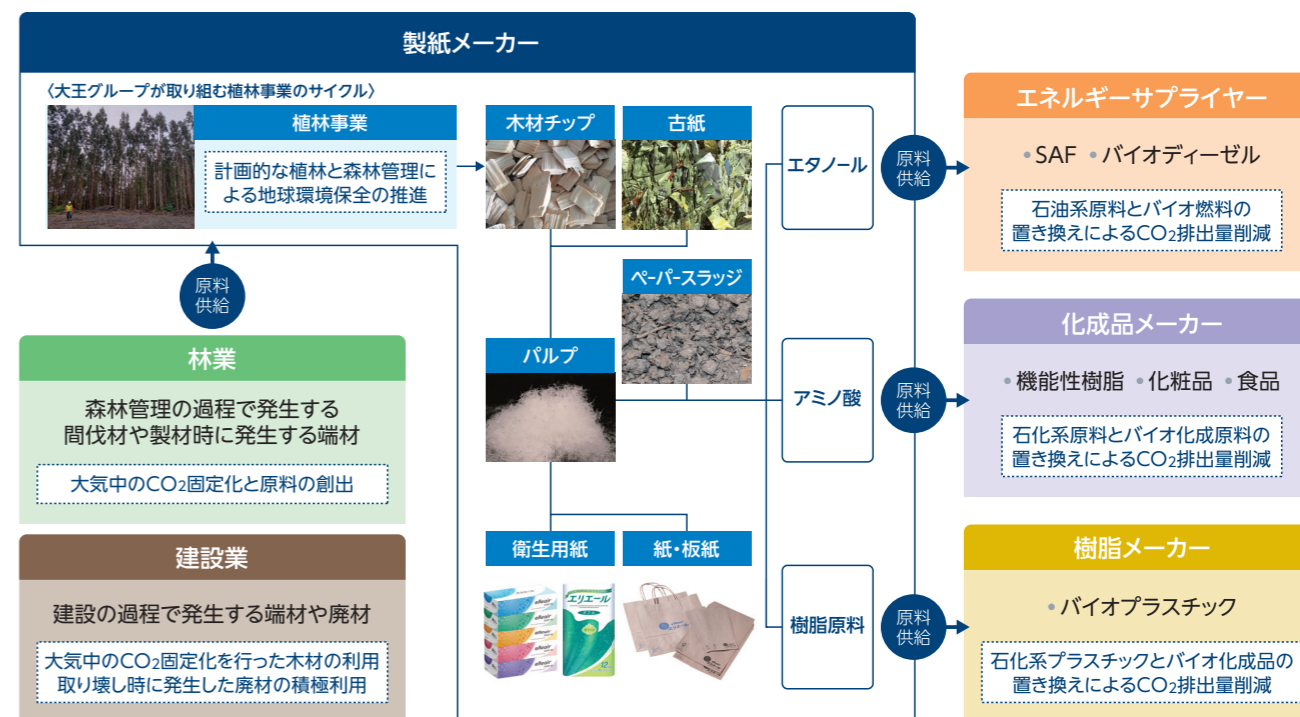 製紙メーカー
〈大王グループが取り組む植林事業のサイクル〉
植林事業
計画的な植林と森林管理に
よる地球環境保全の推進
木材チップ
古紙
ペーパースラッジ
パルプ
衛生用紙
紙・板紙
エリエール
エタノール
アミノ酸
樹脂原料
原料
供給
林業
森林管理の過程で発生する
間伐材や製材時に発生する端材
大気中のCO2固定化と原料の創出
建設業
建設の過程で発生する端材や廃材
大気中のCO2固定化を行った木材の利用
取り壊し時に発生した廃材の積極利用
原料
供給
エネルギーサプライヤー
•SAF •バイオディーゼル
石油系原料とバイオ燃料の
置き換えによるCO2排出量削減
原料
供給
化成品メーカー
•機能性樹脂 •化粧品 •食品
石化系原料とバイオ化成原料の
置き換えによるCO2排出量削減
原料
供給
樹脂メーカー
•バイオプラスチック
石化系プラスチックとバイオ化成品の
置き換えによるCO2排出量削減